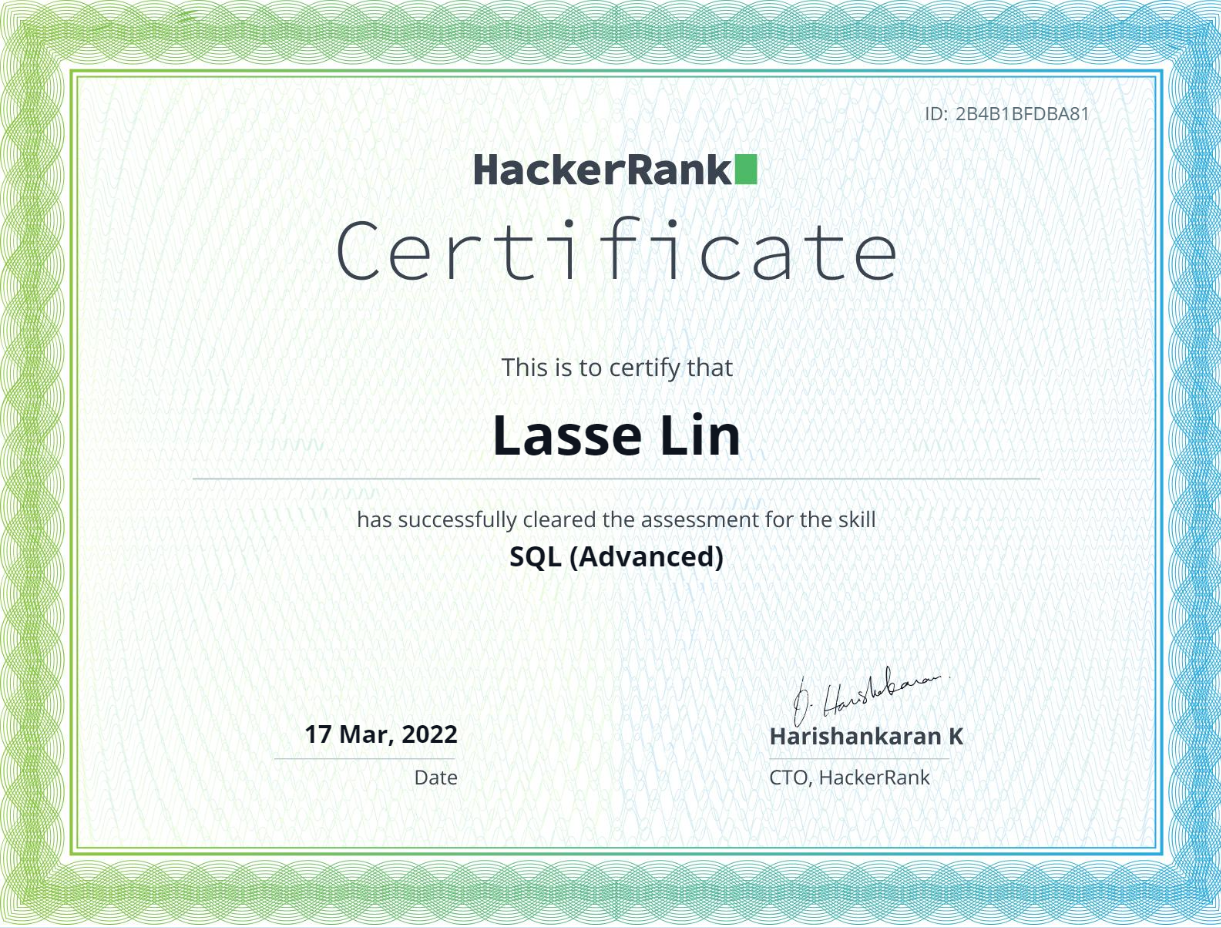 ID: 2B4B1BFDBA81
HackerRank
Certificate
This is to certify that
Lasse Lin
has successfully cleared the assessment for the skill
SQL (Advanced)
17 Mar, 2022
Date
Harishankaran K
CTO, HackerRank